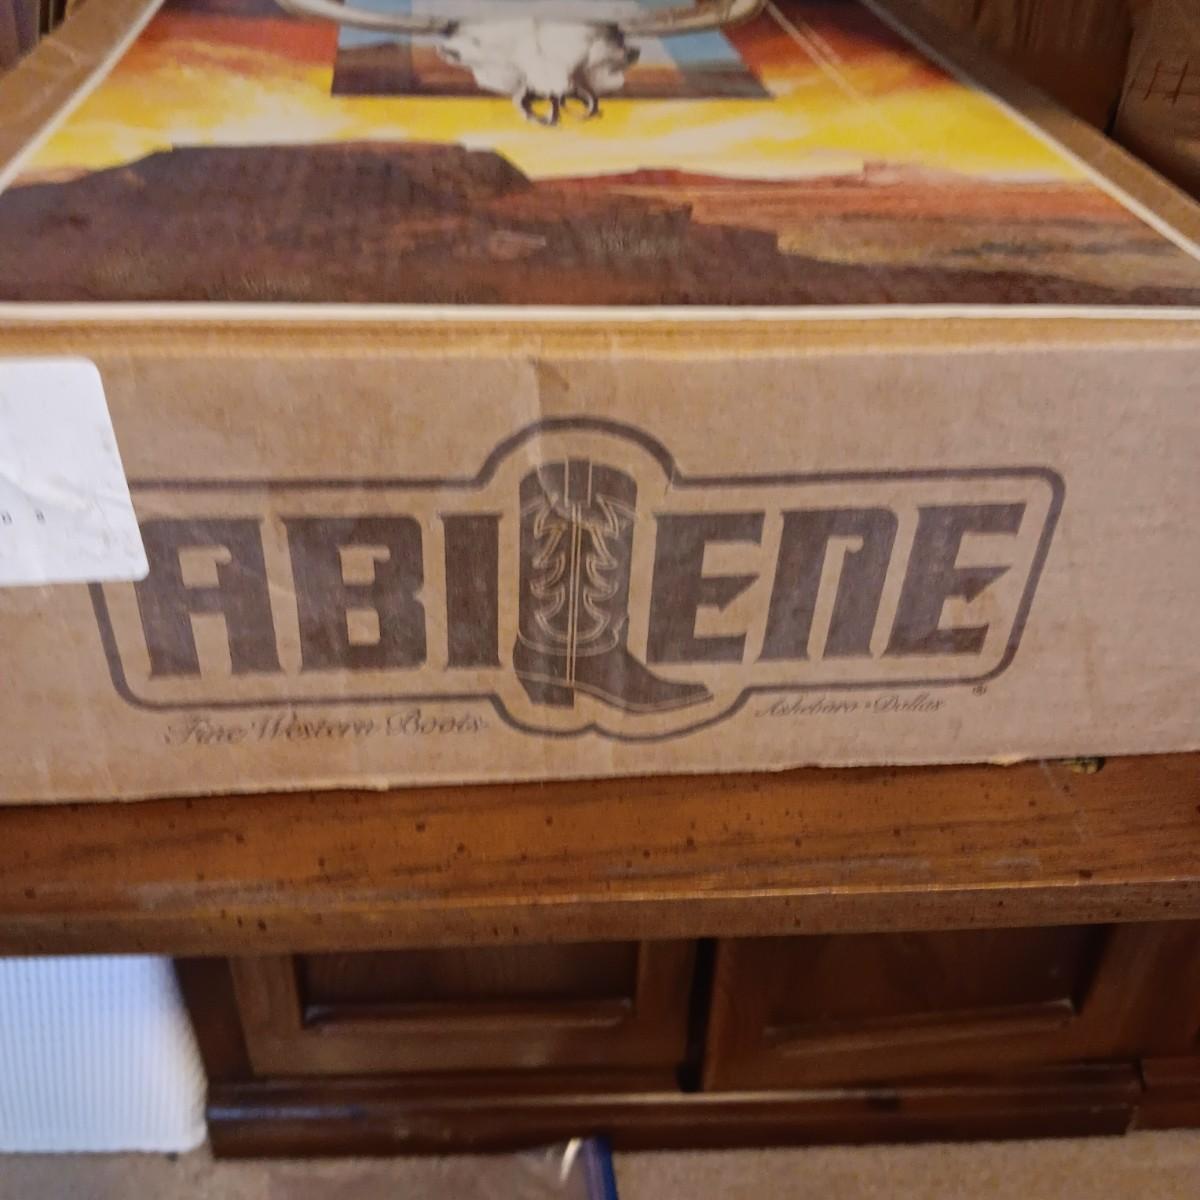 ABILENE
®
Fine Western Boots
Asheboro • Dallas